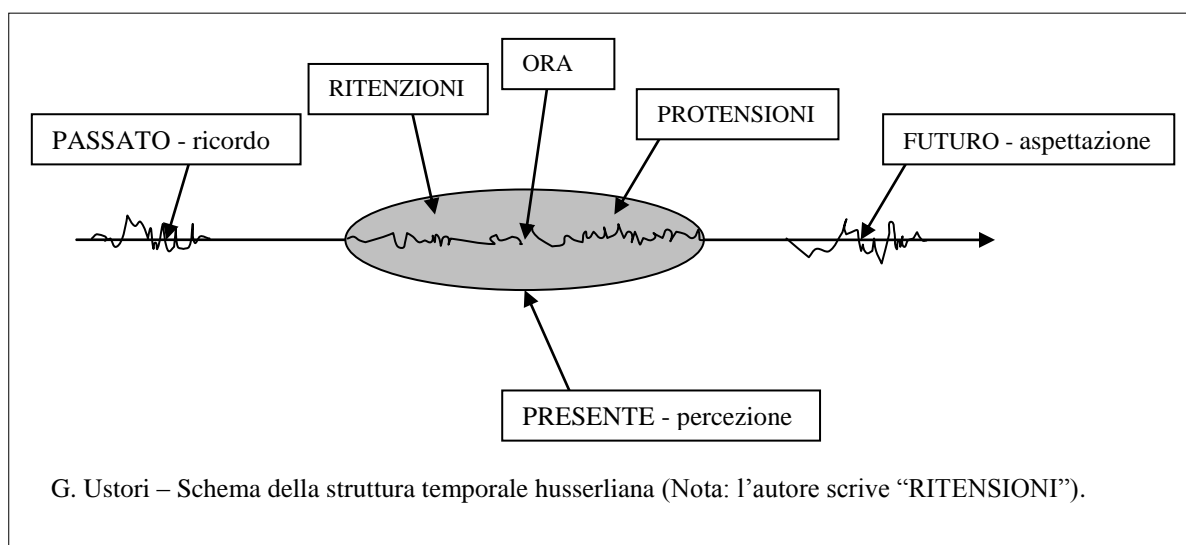 ORA
RITENZIONI
PROTENSIONI
PASSATO - ricordo
FUTURO - aspettazione
PRESENTE - percezione
G. Ustori – Schema della struttura temporale husserliana (Nota: l'autore scrive “RITENSIONI”).